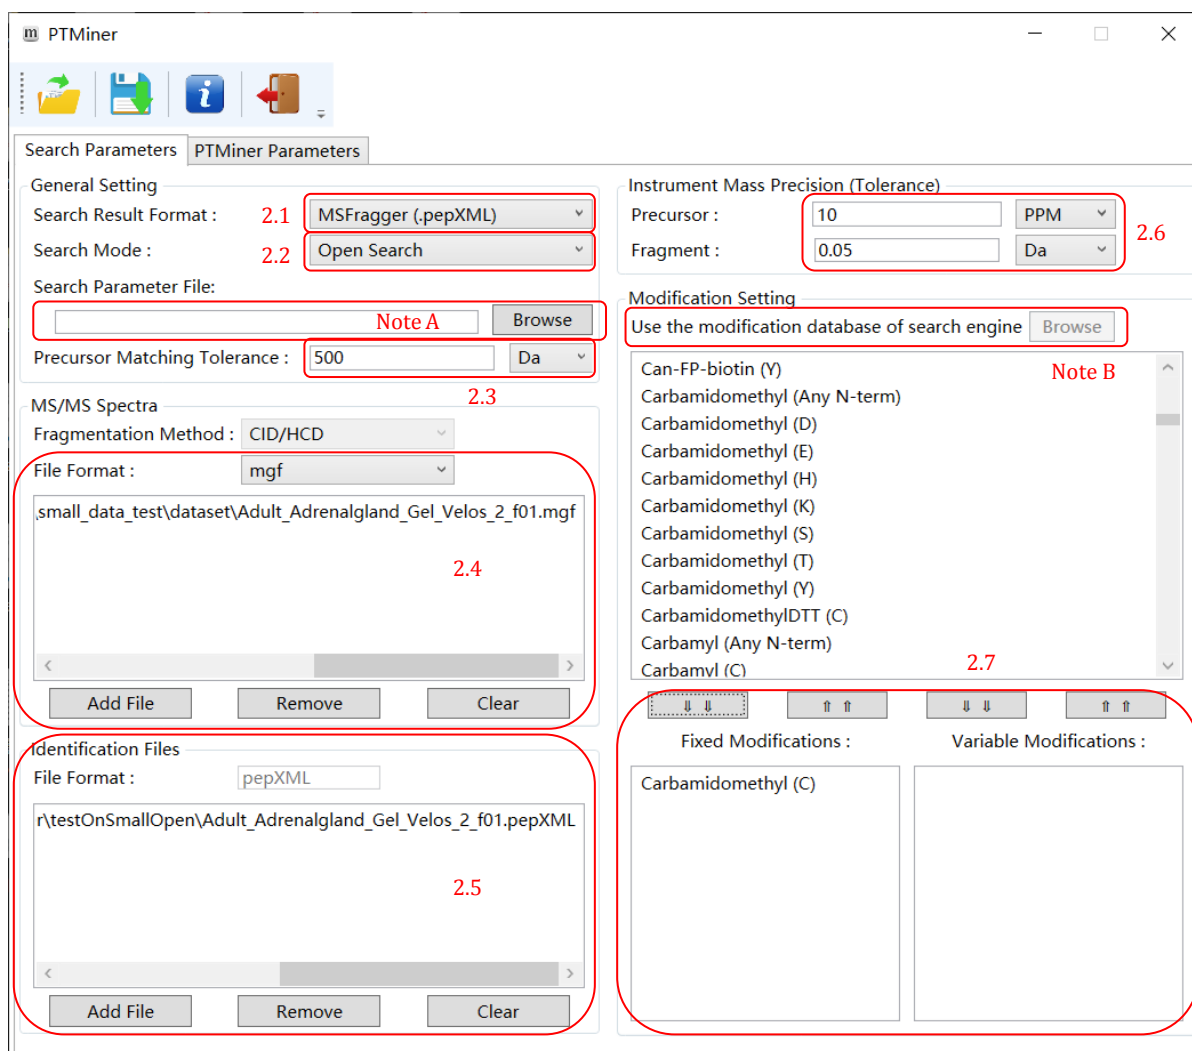 PTMiner
Search Parameters
PTMiner Parameters
General Setting
Search Result Format :
2.1
MSFragger (.pepXML)
Search Mode :
2.2
Open Search
Search Parameter File:
Note A
Browse
Precursor Matching Tolerance :
500
Da
2.3
MS/MS Spectra
Fragmentation Method :
CID/HCD
File Format :
mgf
\small_data_test\dataset\Adult_Adrenalgland_Gel_Velos_2_f01.mgf
2.4
Add File
Remove
Clear
Identification Files
File Format :
pepXML
r\testOnSmallOpen\Adult_Adrenalgland_Gel_Velos_2_f01.pepXML
2.5
Add File
Remove
Clear
Instrument Mass Precision (Tolerance)
Precursor :
10
PPM
2.6
Fragment :
0.05
Da
Modification Setting
Use the modification database of search engine
Browse
Note B
Can-FP-biotin (Y)
Carbamidomethyl (Any N-term)
Carbamidomethyl (D)
Carbamidomethyl (E)
Carbamidomethyl (H)
Carbamidomethyl (K)
Carbamidomethyl (S)
Carbamidomethyl (T)
Carbamidomethyl (Y)
CarbamidomethylDTT (C)
Carbamyl (Any N-term)
Carbamyl (C)
2.7
⇓ ⇓
⇑ ⇑
⇓ ⇓
⇑ ⇑
Fixed Modifications :
Variable Modifications :
Carbamidomethyl (C)